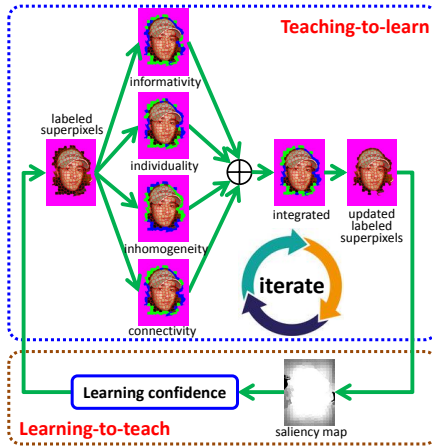 Teaching-to-learn
informativity
labeled
superpixels
individuality
inhomogeneity
connectivity
integrated
updated
labeled
superpixels
iterate
Learning confidence
saliency map
Learning-to-teach